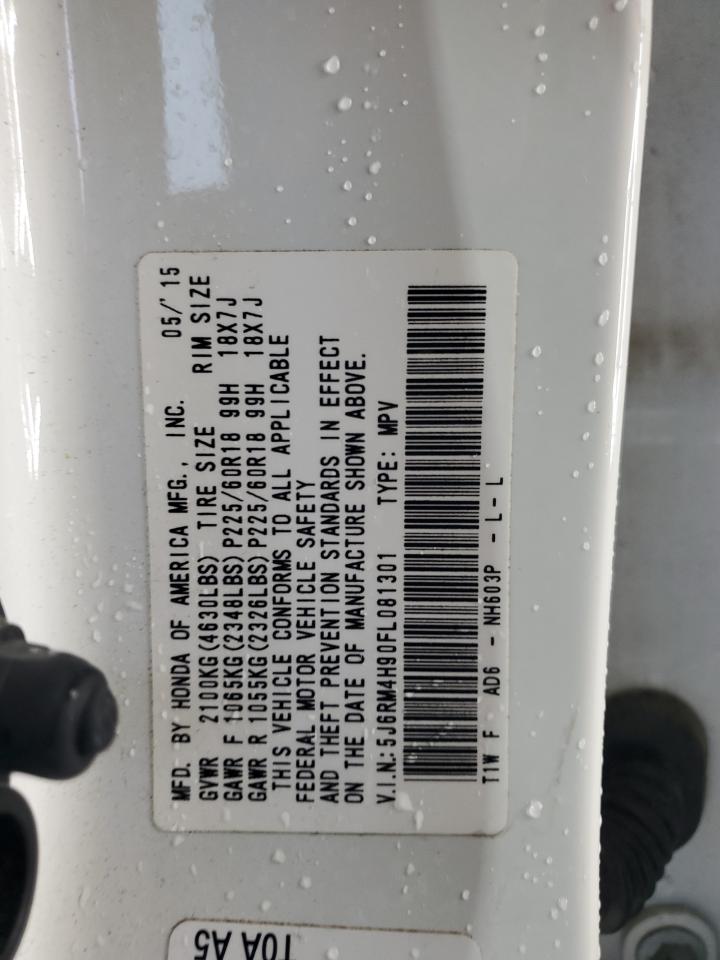 MFD. BY HONDA OF AMERICA MFG., INC. 05/'15
GVWR 2100KG(4630LBS) TIRE SIZE RIM SIZE
GAWR F 1065KG(2348LBS)P225/60R18 99H 18X7J
GAWR R 1055KG(2326LBS)P225/60R18 99H 18X7J
THIS VEHICLE CONFORMS TO ALL APPLICABLE
FEDERAL MOTOR VEHICLE SAFETY
AND THEFT PREVENTION STANDARDS IN EFFECT
ON THE DATE OF MANUFACTURE SHOWN ABOVE.
V.I.N.:5J6RM4H90FL081301 TYPE: MPV
T1W F AD6 - NH603P - L - L
T0A A5